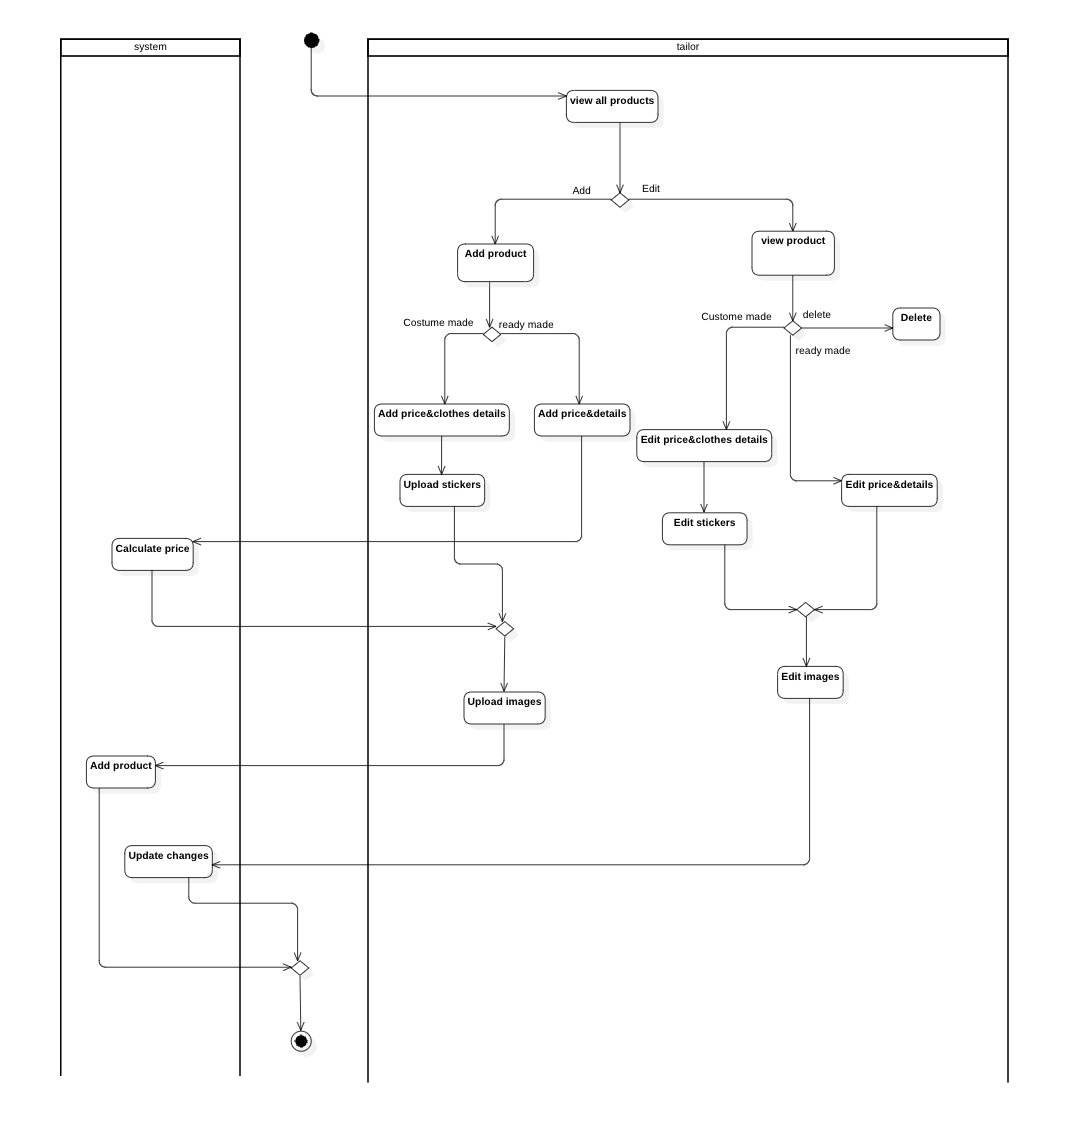 system
tailor
view all products
Add
Edit
Add product
view product
Costume made
ready made
Custome made
delete
Delete
ready made
Add price&clothes details
Add price&details
Edit price&clothes details
Upload stickers
Edit price&details
Edit stickers
Calculate price
Edit images
Upload images
Add product
Update changes